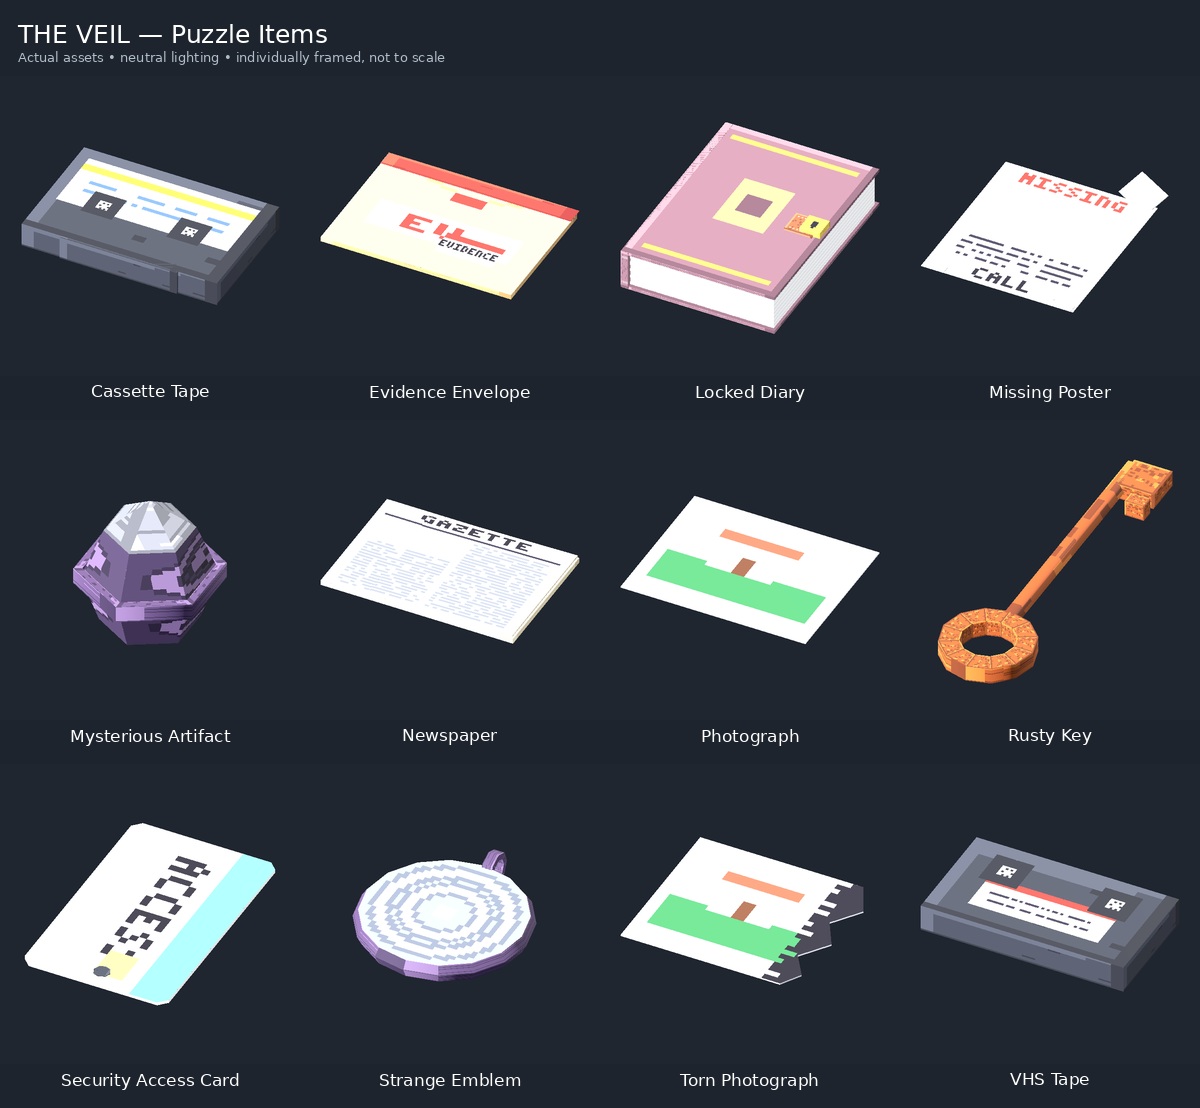 THE VEIL — Puzzle Items
Actual assets • neutral lighting • individually framed, not to scale
EVIDENCE
MISSING
CALL
Cassette Tape
Evidence Envelope
Locked Diary
Missing Poster
GAZETTE
Mysterious Artifact
Newspaper
Photograph
Rusty Key
ACCESS
Security Access Card
Strange Emblem
Torn Photograph
VHS Tape